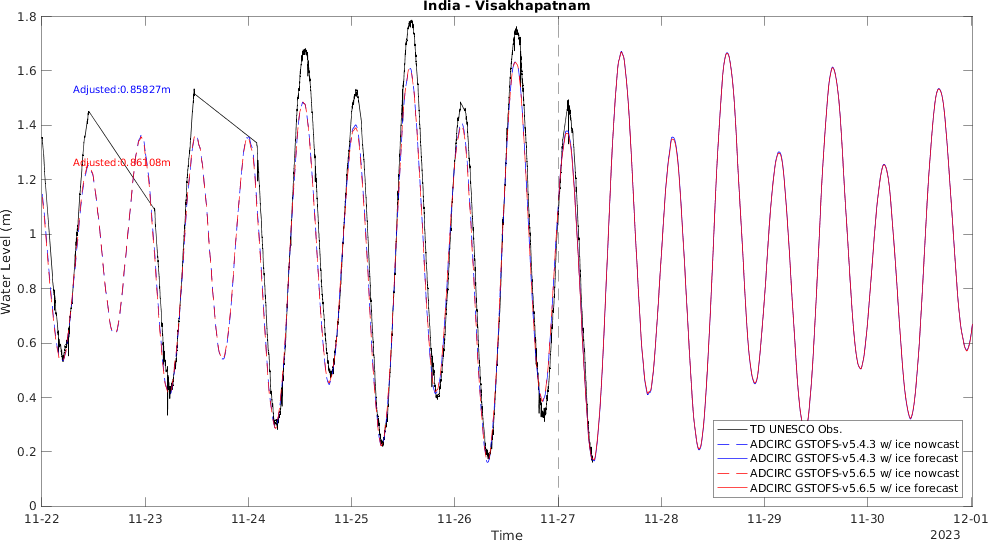 India - Visakhapatnam
Water Level (m)
1.8
1.6
1.4
1.2
1
0.8
0.6
0.4
0.2
0
Adjusted:0.85827m
Adjusted:0.86108m
TD UNESCO Obs.
ADCIRC GSTOFS-v5.4.3 w/ ice nowcast
ADCIRC GSTOFS-v5.4.3 w/ ice forecast
ADCIRC GSTOFS-v5.6.5 w/ ice nowcast
ADCIRC GSTOFS-v5.6.5 w/ ice forecast
11-22 11-23 11-24 11-25 11-26 11-27 11-28 11-29 11-30 12-01
Time
2023